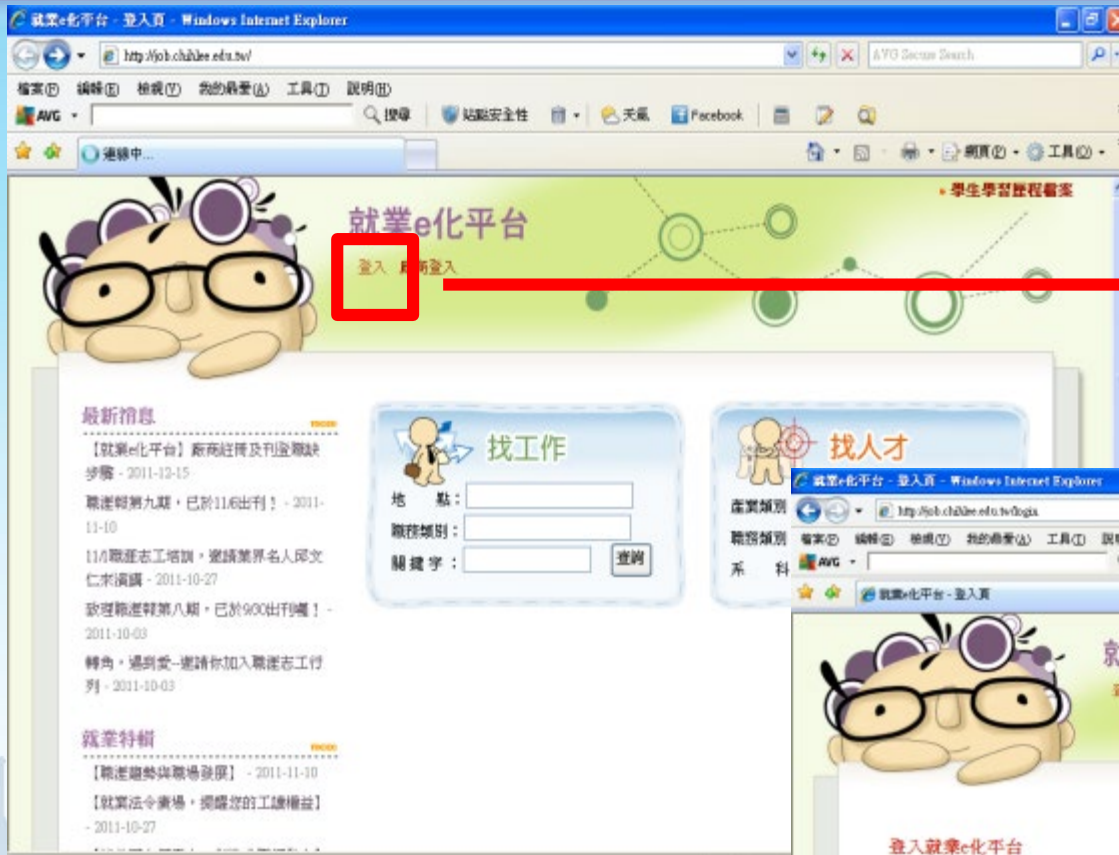 就業e化平台 - 登入頁 - Windows Internet Explorer
http://job.chihlee.edu.tw/
AVG Secure Search
檔案(F) 編輯(E) 檢視(V) 我的最愛(A) 工具(T) 說明(H)
AVG 搜尋 站點安全性 天氣 Facebook
連線中...
網頁(P) 工具(O)
學生學習歷程檔案
就業e化平台
登入 廠商登入
最新消息
more
【就業e化平台】廠商註冊及刊登職缺
步驟 - 2011-12-15
職涯報第九期,已於11/6出刊! - 2011-
11-10
職涯志工培訓,邀請業界名人邱文
仁來演講 - 2011-10-27
致理職涯報第八期,已於9/30出刊囉! -
2011-10-03
轉角,遇到愛--邀請你加入職涯志工行
列 - 2011-10-03
就業特輯
more
【職涯趨勢與職場發展】 - 2011-11-10
【就業法令廣場,提醒您的工讀權益】
- 2011-10-27
找工作
地 點:
職務類別:
關鍵字:
查詢
找人才
產業類別
職務類別
系 科
就業e化平台 - 登入頁 - Windows Internet Explorer
http://job.chihlee.edu.tw/login
檔案(F) 編輯(E) 檢視(V) 我的最愛(A) 工具(T)
AVG
就業e化平台 - 登入頁
登入就業e化平台